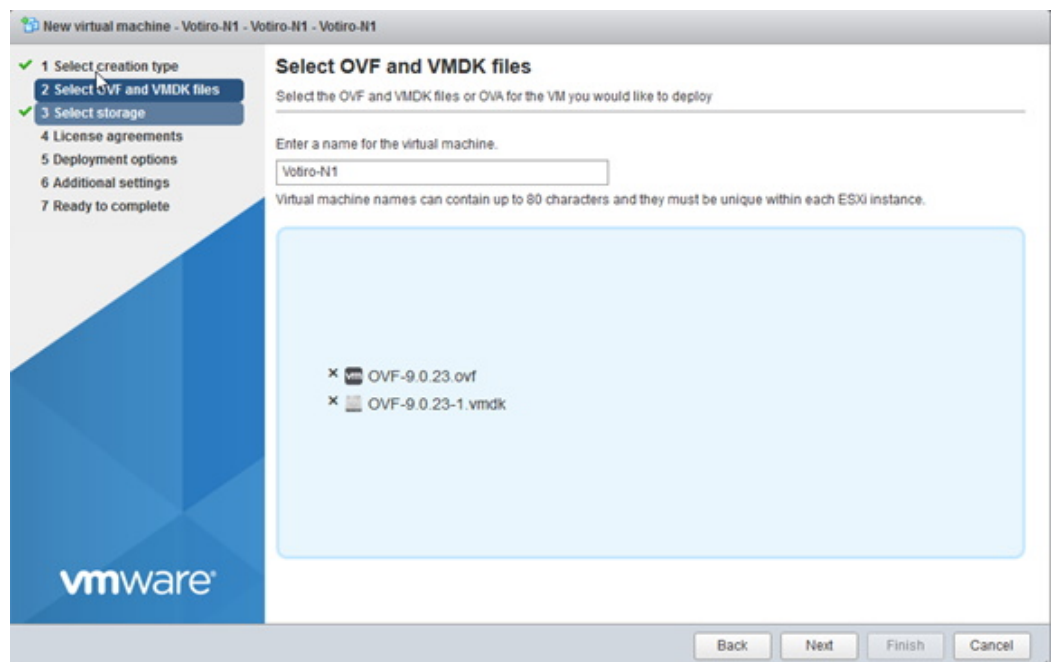 New virtual machine - Votiro-N1 - Votiro-N1 - Votiro-N1
1 Select creation type
2 Select OVF and VMDK files
3 Select storage
4 License agreements
5 Deployment options
6 Additional settings
7 Ready to complete
Select OVF and VMDK files
Select the OVF and VMDK files or OVA for the VM you would like to deploy
Enter a name for the virtual machine.
Votiro-N1
Virtual machine names can contain up to 80 characters and they must be unique within each ESXi instance.
OVF-9.0.23.ovf
OVF-9.0.23-1.vmdk
vmware
Back Next Finish Cancel